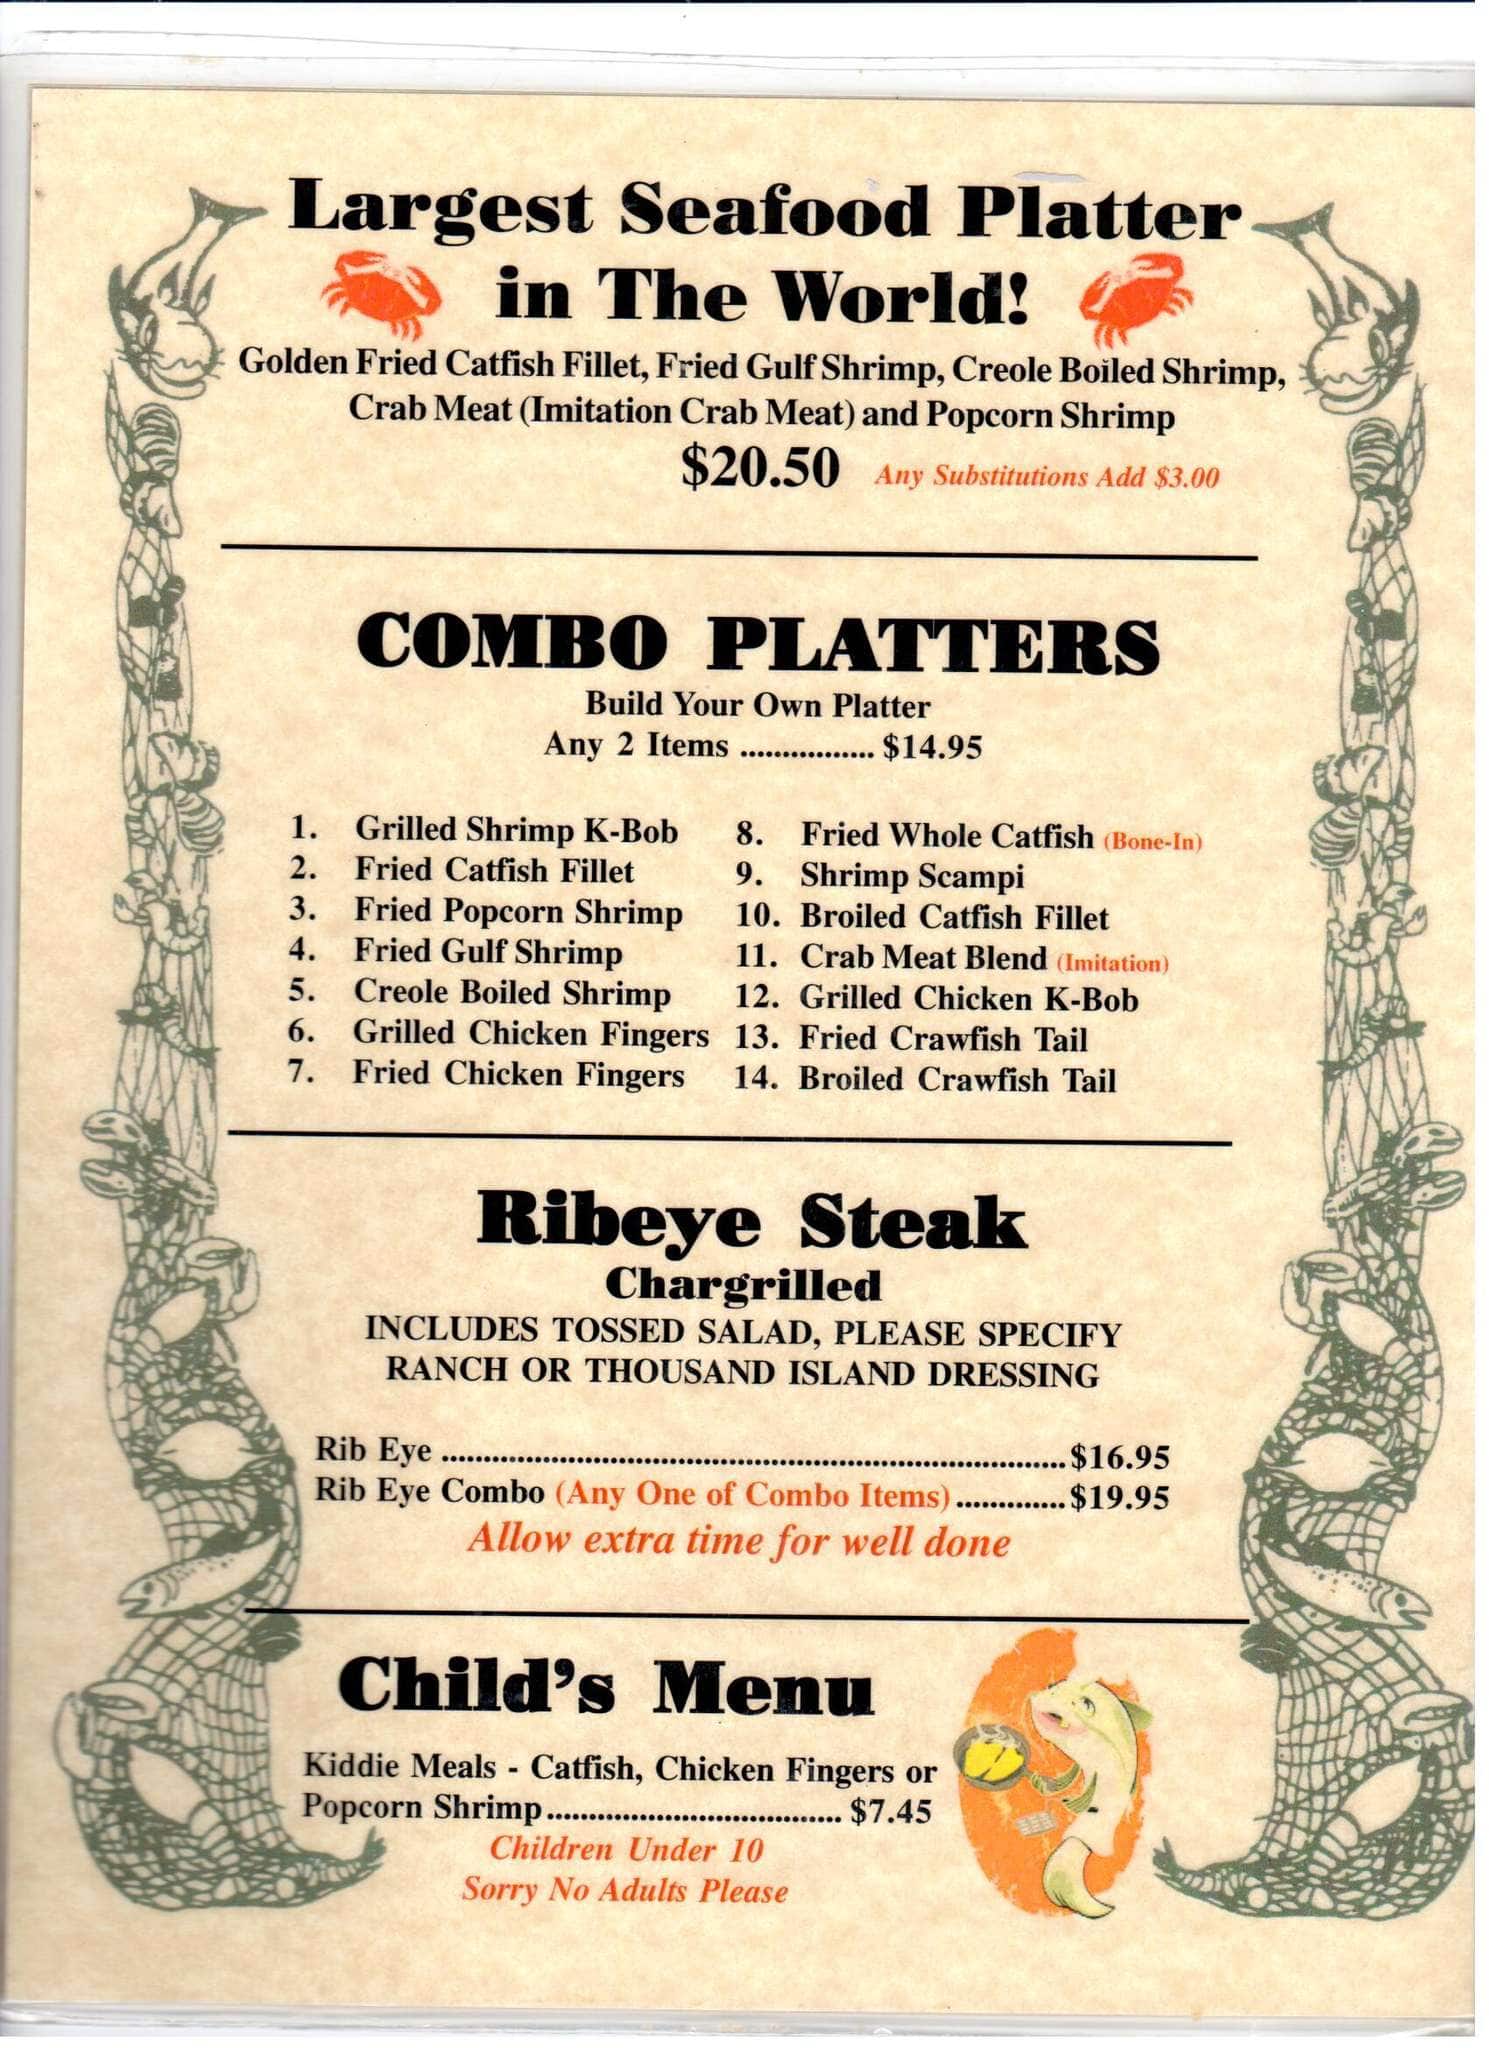 Largest Seafood Platter
in The World!
Golden Fried Catfish Fillet, Fried Gulf Shrimp, Creole Boiled Shrimp,
Crab Meat (Imitation Crab Meat) and Popcorn Shrimp
$20.50 Any Substitutions Add $3.00
COMBO PLATTERS
Build Your Own Platter
Any 2 Items ................ $14.95
1. Grilled Shrimp K-Bob
2. Fried Catfish Fillet
3. Fried Popcorn Shrimp
4. Fried Gulf Shrimp
5. Creole Boiled Shrimp
6. Grilled Chicken Fingers
7. Fried Chicken Fingers
8. Fried Whole Catfish (Bone-In)
9. Shrimp Scampi
10. Broiled Catfish Fillet
11. Crab Meat Blend (Imitation)
12. Grilled Chicken K-Bob
13. Fried Crawfish Tail
14. Broiled Crawfish Tail
Ribeye Steak
Chargrilled
INCLUDES TOSSED SALAD, PLEASE SPECIFY
RANCH OR THOUSAND ISLAND DRESSING
Rib Eye ........................................................................... $16.95
Rib Eye Combo (Any One of Combo Items) ............. $19.95
Allow extra time for well done
Child's Menu
Kiddie Meals - Catfish, Chicken Fingers or
Popcorn Shrimp ................................... $7.45
Children Under 10
Sorry No Adults Please